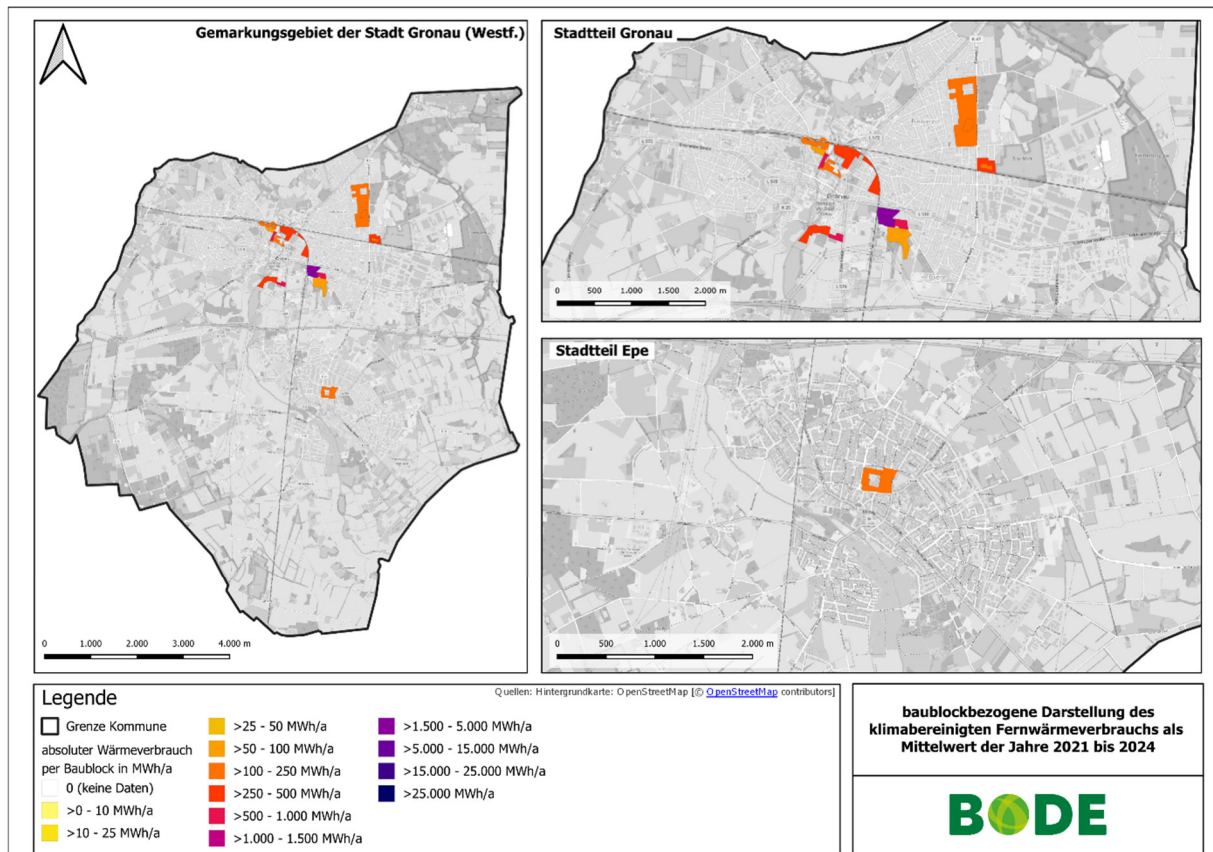 Gemarkungsgebiet der Stadt Gronau (Westf.)
0 1.000 2.000 3.000 4.000 m
Stadtteil Gronau
Gronau
0 500 1.000 1.500 2.000 m
Stadtteil Epe
0 500 1.000 1.500 2.000 m
Legende
Quellen: Hintergrundkarte: OpenStreetMap [© OpenStreetMap contributors]
Grenze Kommune
absoluter Wärmeverbrauch
per Baublock in MWh/a
0 (keine Daten)
>0 - 10 MWh/a
>10 - 25 MWh/a
>25 - 50 MWh/a
>50 - 100 MWh/a
>100 - 250 MWh/a
>250 - 500 MWh/a
>500 - 1.000 MWh/a
>1.000 - 1.500 MWh/a
>1.500 - 5.000 MWh/a
>5.000 - 15.000 MWh/a
>15.000 - 25.000 MWh/a
>25.000 MWh/a
baublockbezogene Darstellung des
klimabereinigten Fernwärmeverbrauchs als
Mittelwert der Jahre 2021 bis 2024
BODE